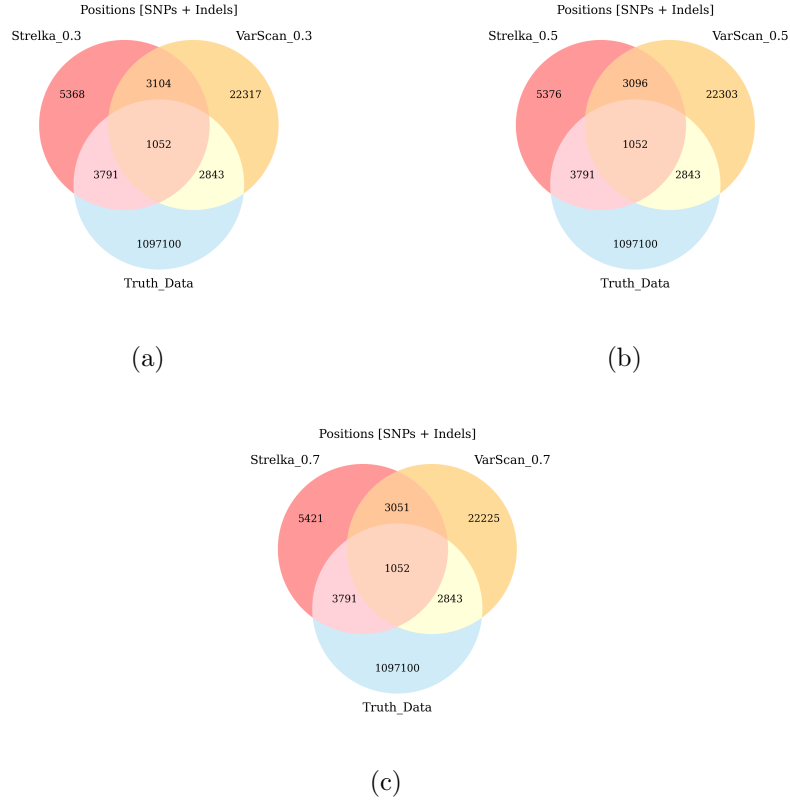 Positions [SNPs + Indels]
Strelka_0.3
VarScan_0.3
3104
5368
22317
1052
3791
2843
1097100
Truth_Data
(a)
Positions [SNPs + Indels]
Strelka_0.5
VarScan_0.5
3096
5376
22303
1052
3791
2843
1097100
Truth_Data
(b)
Positions [SNPs + Indels]
Strelka_0.7
VarScan_0.7
3051
5421
22225
1052
3791
2843
1097100
Truth_Data
(c)